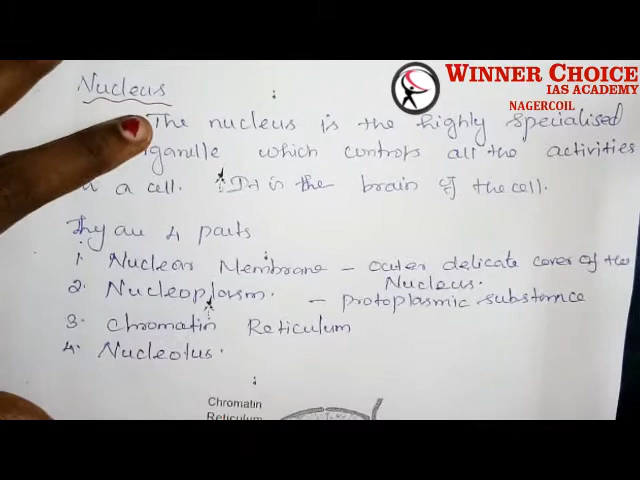 WINNER CHOICE
IAS ACADEMY
NAGERCOIL
Nucleus
The nucleus is the highly specialised
organelle which controls all the activities
a cell. It is the brain of the cell.
They are 4 parts
1. Nuclear Membrane - outer delicate cover of the
Nucleus.
2. Nucleoplasm. - protoplasmic substance
3. Chromatin Reticulum
4. Nucleolus.
Chromatin
Reticulum